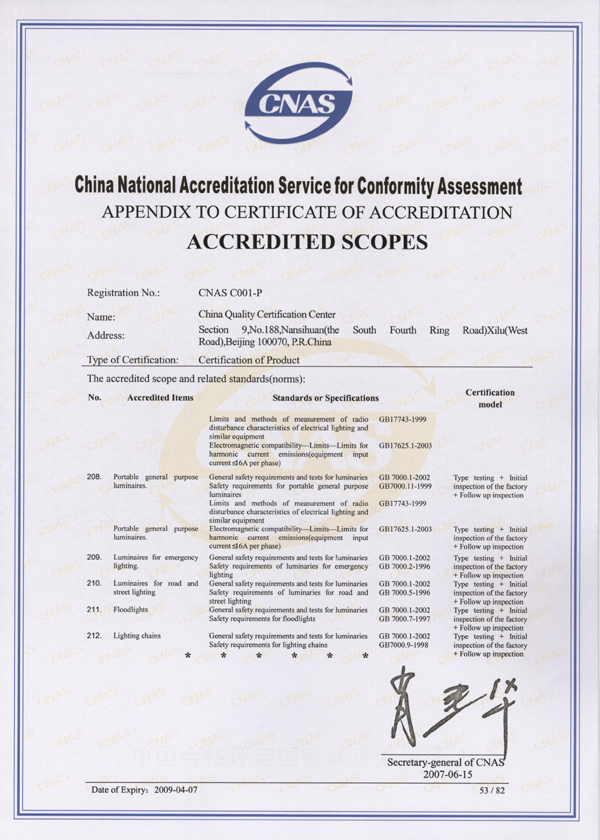 CNAS
China National Accreditation Service for Conformity Assessment
APPENDIX TO CERTIFICATE OF ACCREDITATION
ACCREDITED SCOPES
Registration No.: CNAS C001-P
Name: China Quality Certification Center
Address: Section 9,No.188,Nansihuan(the South Fourth Ring Road)Xilu(West
Road),Beijing 100070, P.R.China
Type of Certification: Certification of Product
The accredited scope and related standards(norms):
No. Accredited Items Standards or Specifications Certification
model
Limits and methods of measurement of radio GB17743-1999
disturbance characteristics of electrical lighting and
similar equipment
Electromagnetic compatibility—Limits—Limits for GB17625.1-2003
harmonic current emissions(equipment input
current≤16A per phase)
208. Portable general purpose General safety requirements and tests for luminaries GB 7000.1-2002 Type testing + Initial
luminaires. Safety requirements for portable general purpose GB7000.11-1999 inspection of the factory
luminaires + Follow up inspection
Limits and methods of measurement of radio GB17743-1999
disturbance characteristics of electrical lighting and
similar equipment
Portable general purpose Electromagnetic compatibility—Limits—Limits for GB17625.1-2003 Type testing + Initial
luminaires. harmonic current emissions(equipment input inspection of the factory
current≤16A per phase) + Follow up inspection
209. Luminaires for emergency General safety requirements and tests for luminaries GB 7000.1-2002 Type testing + Initial
lighting. Safety requirements of luminaries for emergency GB 7000.2-1996 inspection of the factory
lighting + Follow up inspection
210. Luminaires for road and General safety requirements and tests for luminaries GB 7000.1-2002 Type testing + Initial
street lighting Safety requirements of luminaries for road and GB 7000.5-1996 inspection of the factory
street lighting + Follow up inspection
211. Floodlights General safety requirements and tests for luminaries GB 7000.1-2002 Type testing + Initial
Safety requirements for floodlights GB 7000.7-1997 inspection of the factory
+ Follow up inspection
212. Lighting chains General safety requirements and tests for luminaries GB 7000.1-2002 Type testing + Initial
Safety requirements for lighting chains GB7000.9-1998 inspection of the factory
* * * * * * + Follow up inspection
Secretary-general of CNAS
2007-06-15
Date of Expiry: 2009-04-07 53 / 82